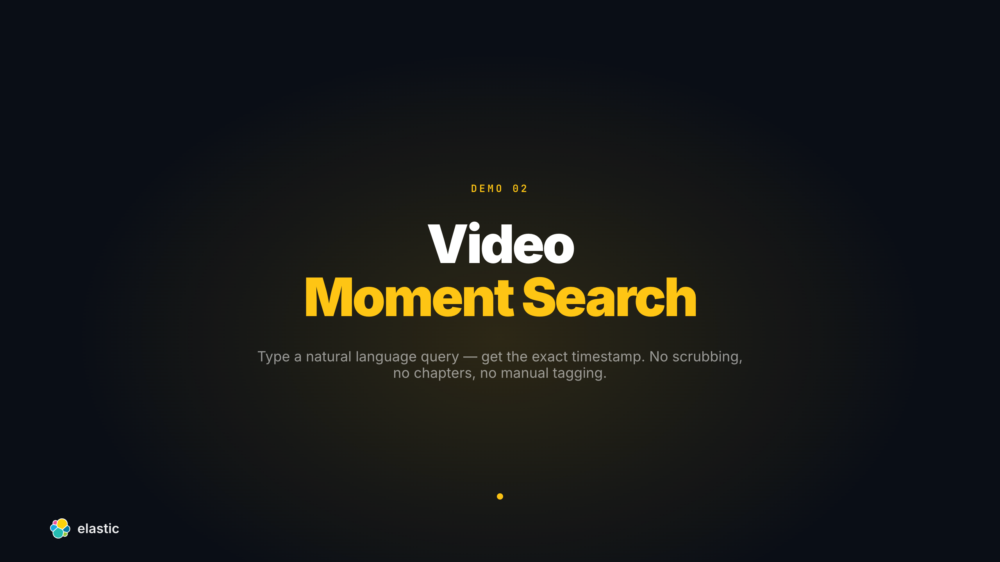 DEMO 02
Video
Moment Search
Type a natural language query — get the exact timestamp. No scrubbing,
no chapters, no manual tagging.
elastic